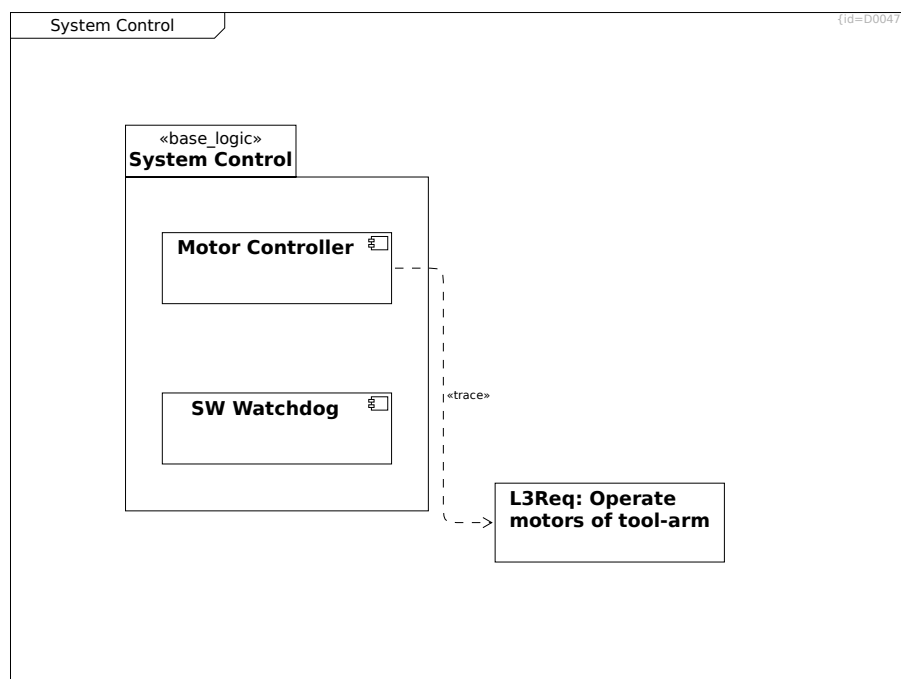 System Control
{id=D0047
«base_logic»
System Control
Motor Controller
SW Watchdog
«trace»
L3Req: Operate
motors of tool-arm